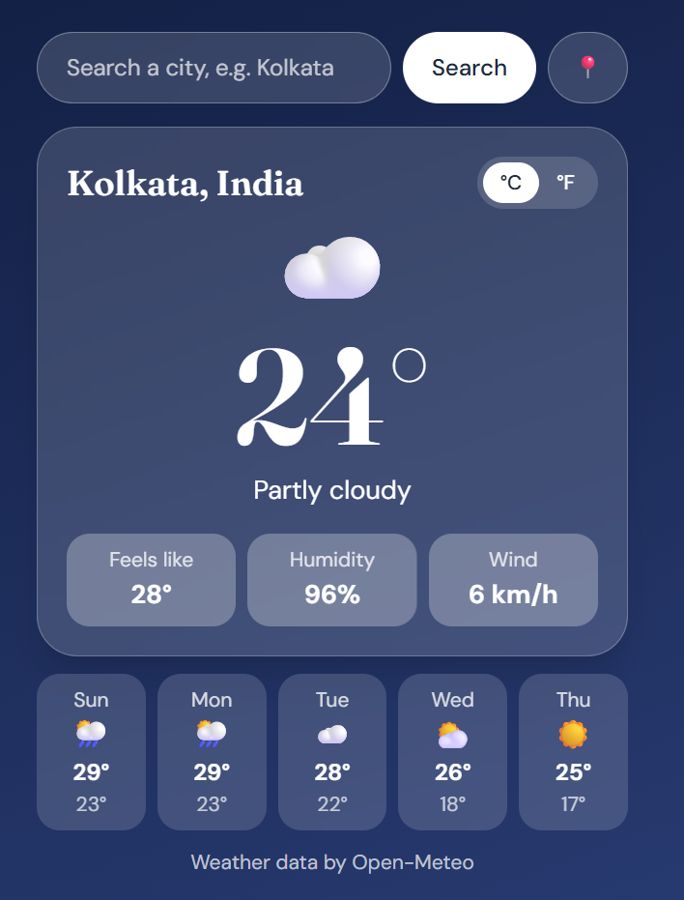 Search a city, e.g. Kolkata
Search
Kolkata, India
°C °F
24°
Partly cloudy
Feels like
28°
Humidity
96%
Wind
6 km/h
Sun
29°
23°
Mon
29°
23°
Tue
28°
22°
Wed
26°
18°
Thu
25°
17°
Weather data by Open-Meteo